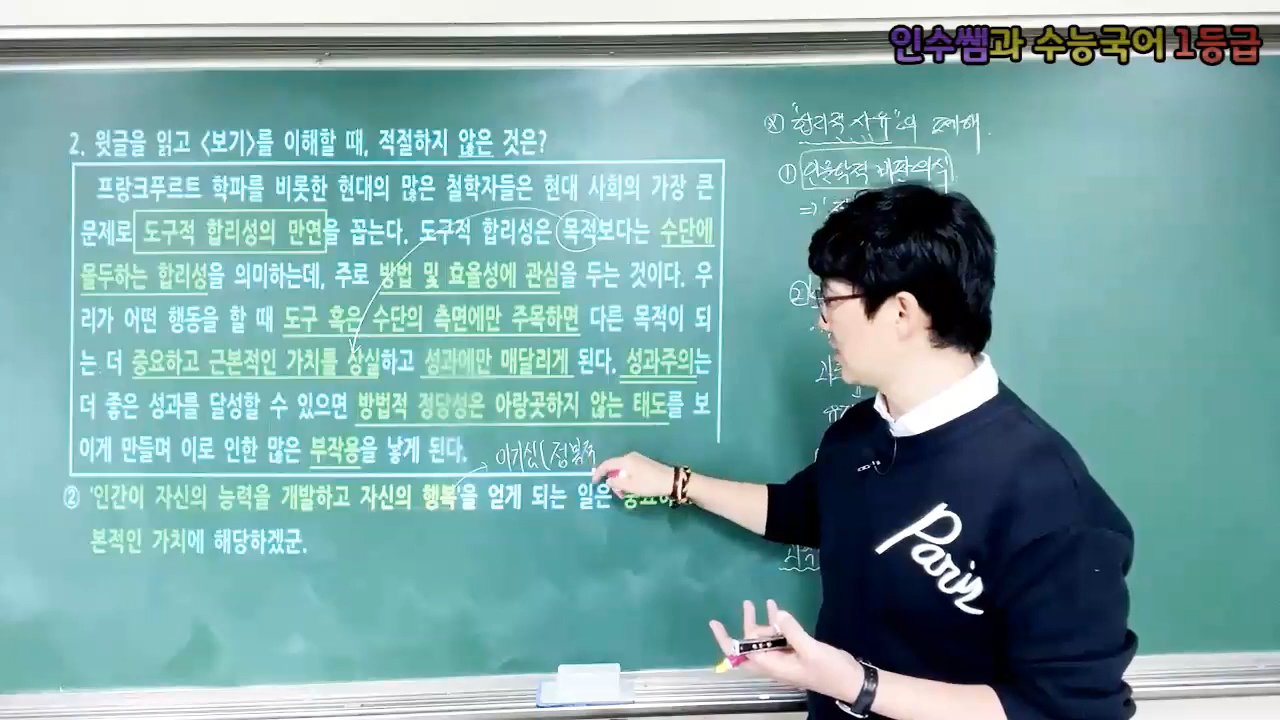 인수쌤과 수능국어 1등급
2. 윗글을 읽고 <보기>를 이해할 때, 적절하지 않은 것은?
프랑크푸르트 학파를 비롯한 현대의 많은 철학자들은 현대 사회의 가장 큰
문제로 도구적 합리성의 만연을 꼽는다. 도구적 합리성은 목적보다는 수단에
몰두하는 합리성을 의미하는데, 주로 방법 및 효율성에 관심을 두는 것이다. 우
리가 어떤 행동을 할 때 도구 혹은 수단의 측면에만 주목하면 다른 목적이 되
는 더 중요하고 근본적인 가치를 상실하고 성과에만 매달리게 된다. 성과주의는
더 좋은 성과를 달성할 수 있으면 방법적 정당성은 아랑곳하지 않는 태도를 보
이게 만들며 이로 인한 많은 부작용을 낳게 된다.
② '인간이 자신의 능력을 개발하고 자신의 행복'을 얻게 되는 일은
본적인 가치에 해당하겠군.
"합리적 사유"의
① 인문학적 비판의식
②
Paris